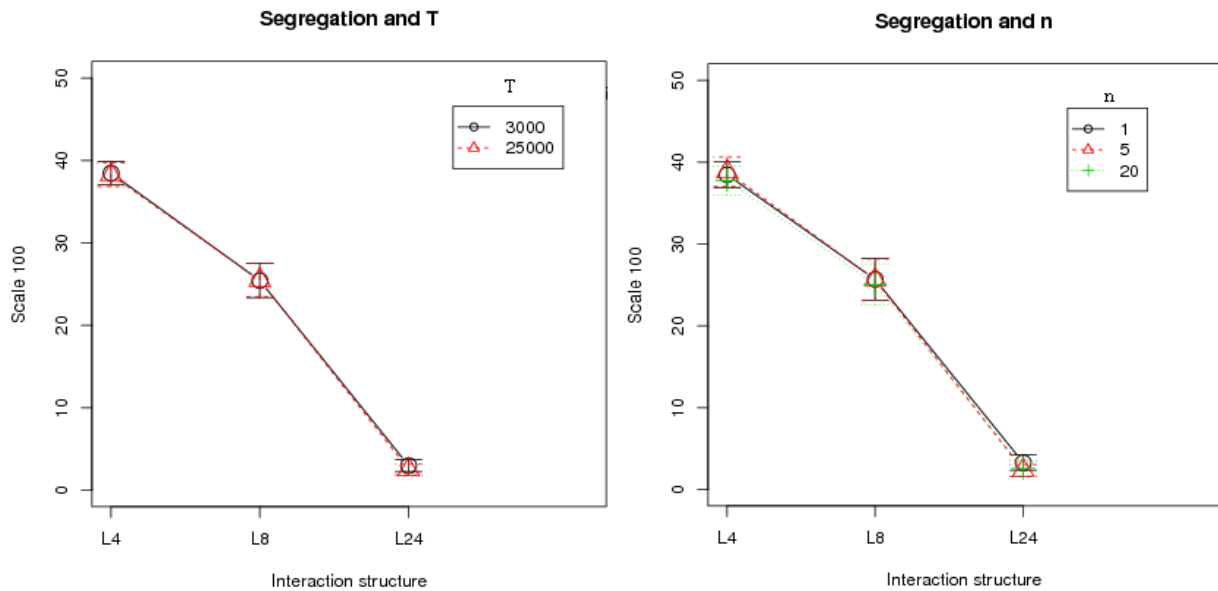 Segregation and T
Scale 100
50
40
30
20
10
0
T
3000
25000
L4
L8
L24
Interaction structure
Segregation and n
Scale 100
50
40
30
20
10
0
n
1
5
20
L4
L8
L24
Interaction structure